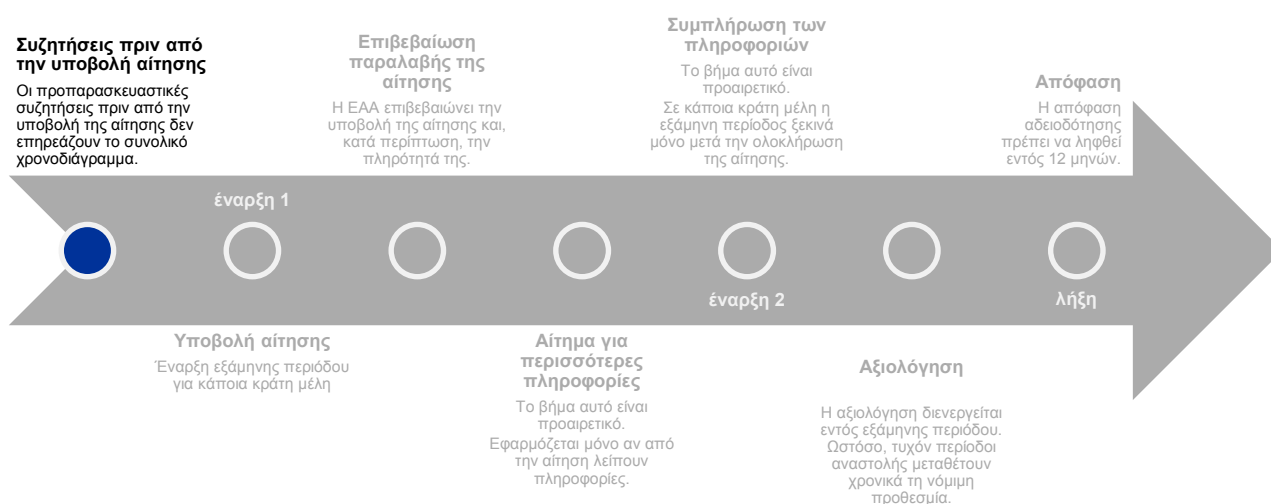 Συζητήσεις πριν από
την υποβολή αίτησης
Οι προπαρασκευαστικές
συζητήσεις πριν από την
υποβολή της αίτησης δεν
επηρεάζουν το συνολικό
χρονοδιάγραμμα.
έναρξη 1
Υποβολή αίτησης
Έναρξη εξάμηνης περιόδου
για κάποια κράτη μέλη
Επιβεβαίωση
παραλαβής της
αίτησης
Η ΕΑΑ επιβεβαιώνει την
υποβολή της αίτησης και,
κατά περίπτωση, την
πληρότητά της.
Αίτημα για
περισσότερες
πληροφορίες
Το βήμα αυτό είναι
προαιρετικό.
Εφαρμόζεται μόνο αν από
την αίτηση λείπουν
πληροφορίες.
Συμπλήρωση των
πληροφοριών
Το βήμα αυτό είναι
προαιρετικό.
Σε κάποια κράτη μέλη η
εξάμηνη περίοδος ξεκινά
μόνο μετά την ολοκλήρωση
της αίτησης.
έναρξη 2
Αξιολόγηση
Η αξιολόγηση διενεργείται
εντός εξάμηνης περιόδου.
Ωστόσο, τυχόν περίοδοι
αναστολής μεταθέτουν
χρονικά τη νόμιμη
προθεσμία.
Απόφαση
Η απόφαση
αδειοδότησης
πρέπει να ληφθεί
εντός 12 μηνών.
λήξη